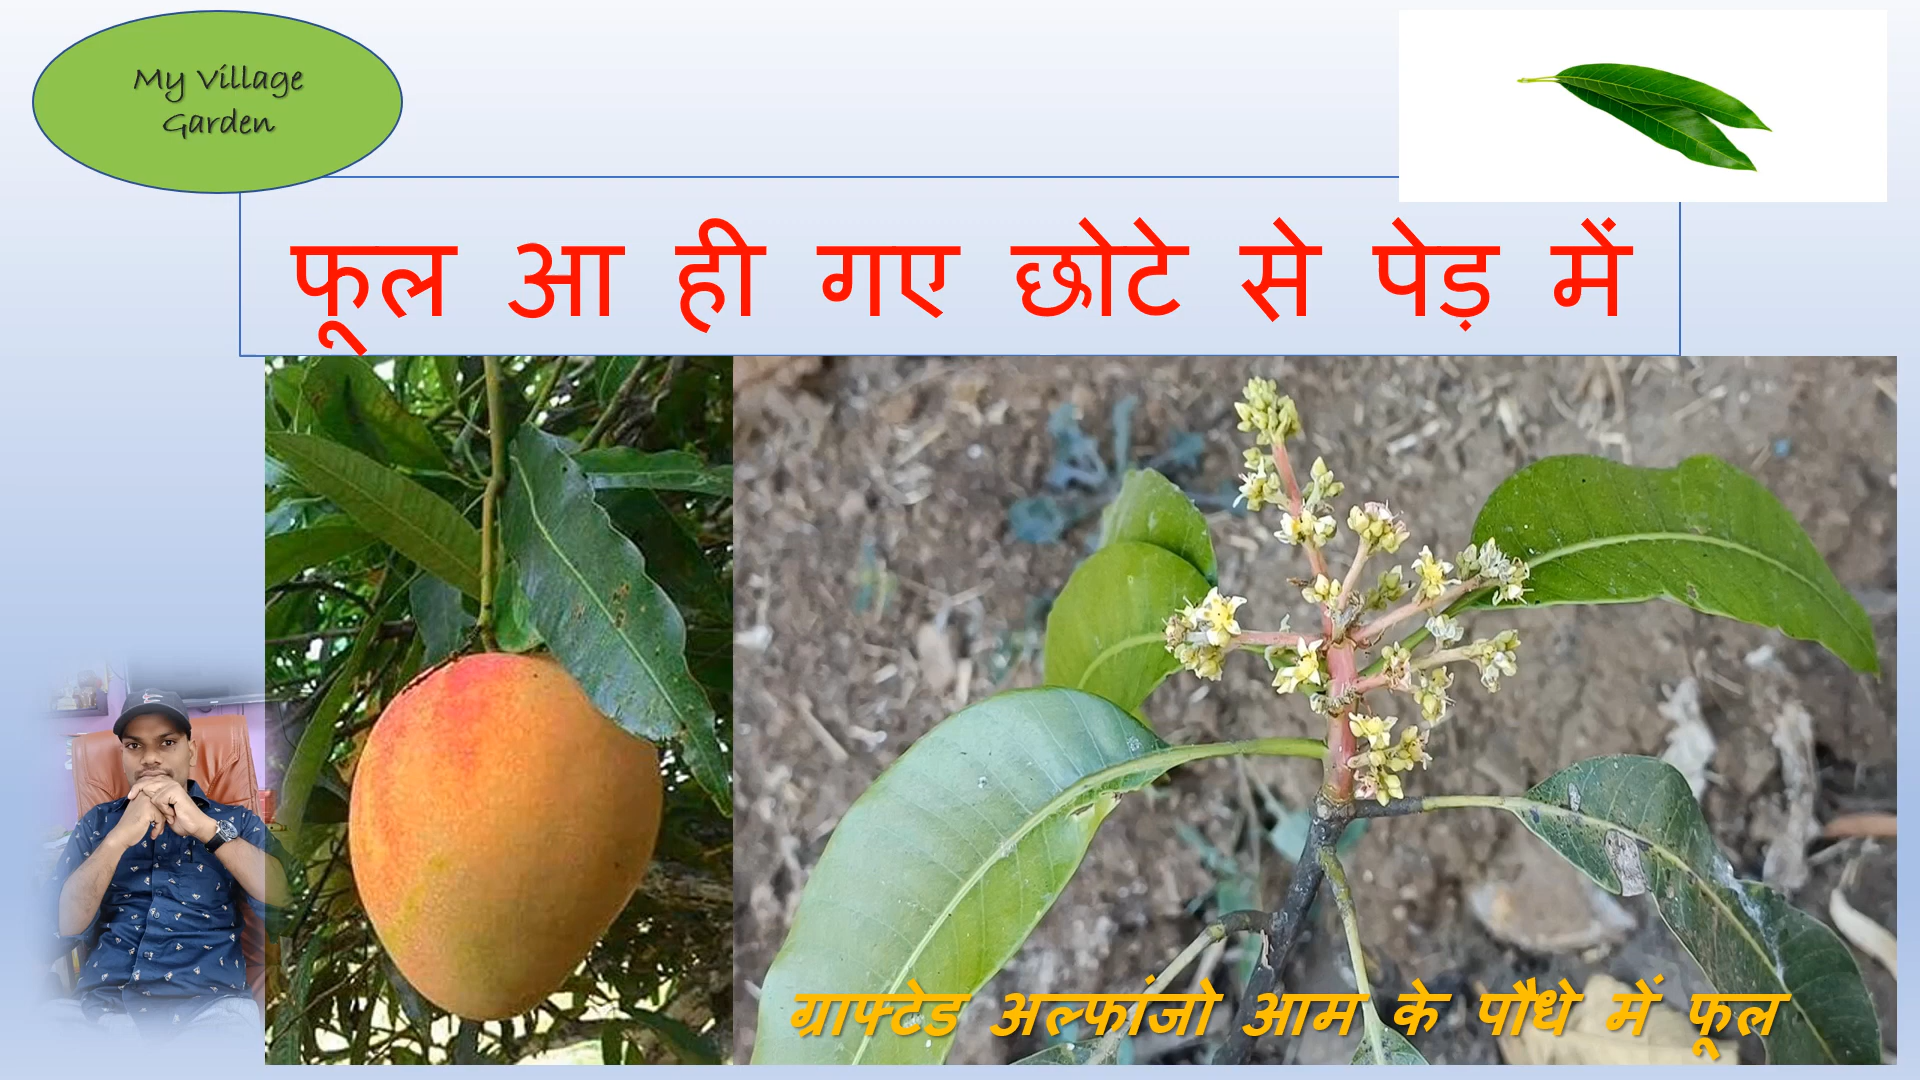 My Village
Garden
फूल आ ही गए छोटे से पेड़ में
ग्राफ्टेड अल्फांजो आम के पौधे में फूल